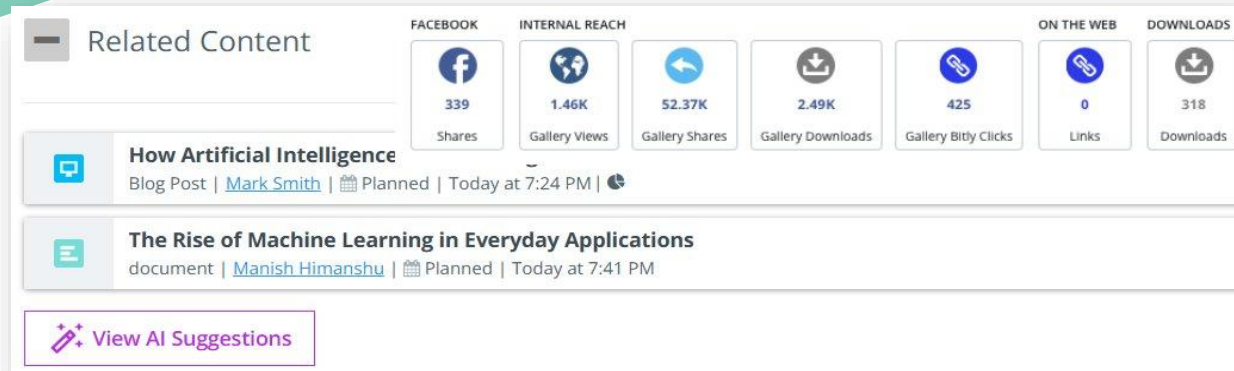 Related Content
FACEBOOK
339
Shares
INTERNAL REACH
1.46K
Gallery Views
52.37K
Gallery Shares
2.49K
Gallery Downloads
425
Gallery Bitly Clicks
ON THE WEB
0
Links
DOWNLOADS
318
Downloads
How Artificial Intelligence
Blog Post | Mark Smith | Planned | Today at 7:24 PM |
The Rise of Machine Learning in Everyday Applications
document | Manish Himanshu | Planned | Today at 7:41 PM
View AI Suggestions